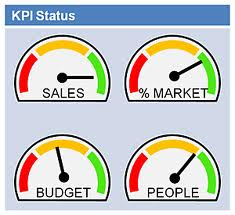 KPI Status
SALES
% MARKET
BUDGET
PEOPLE